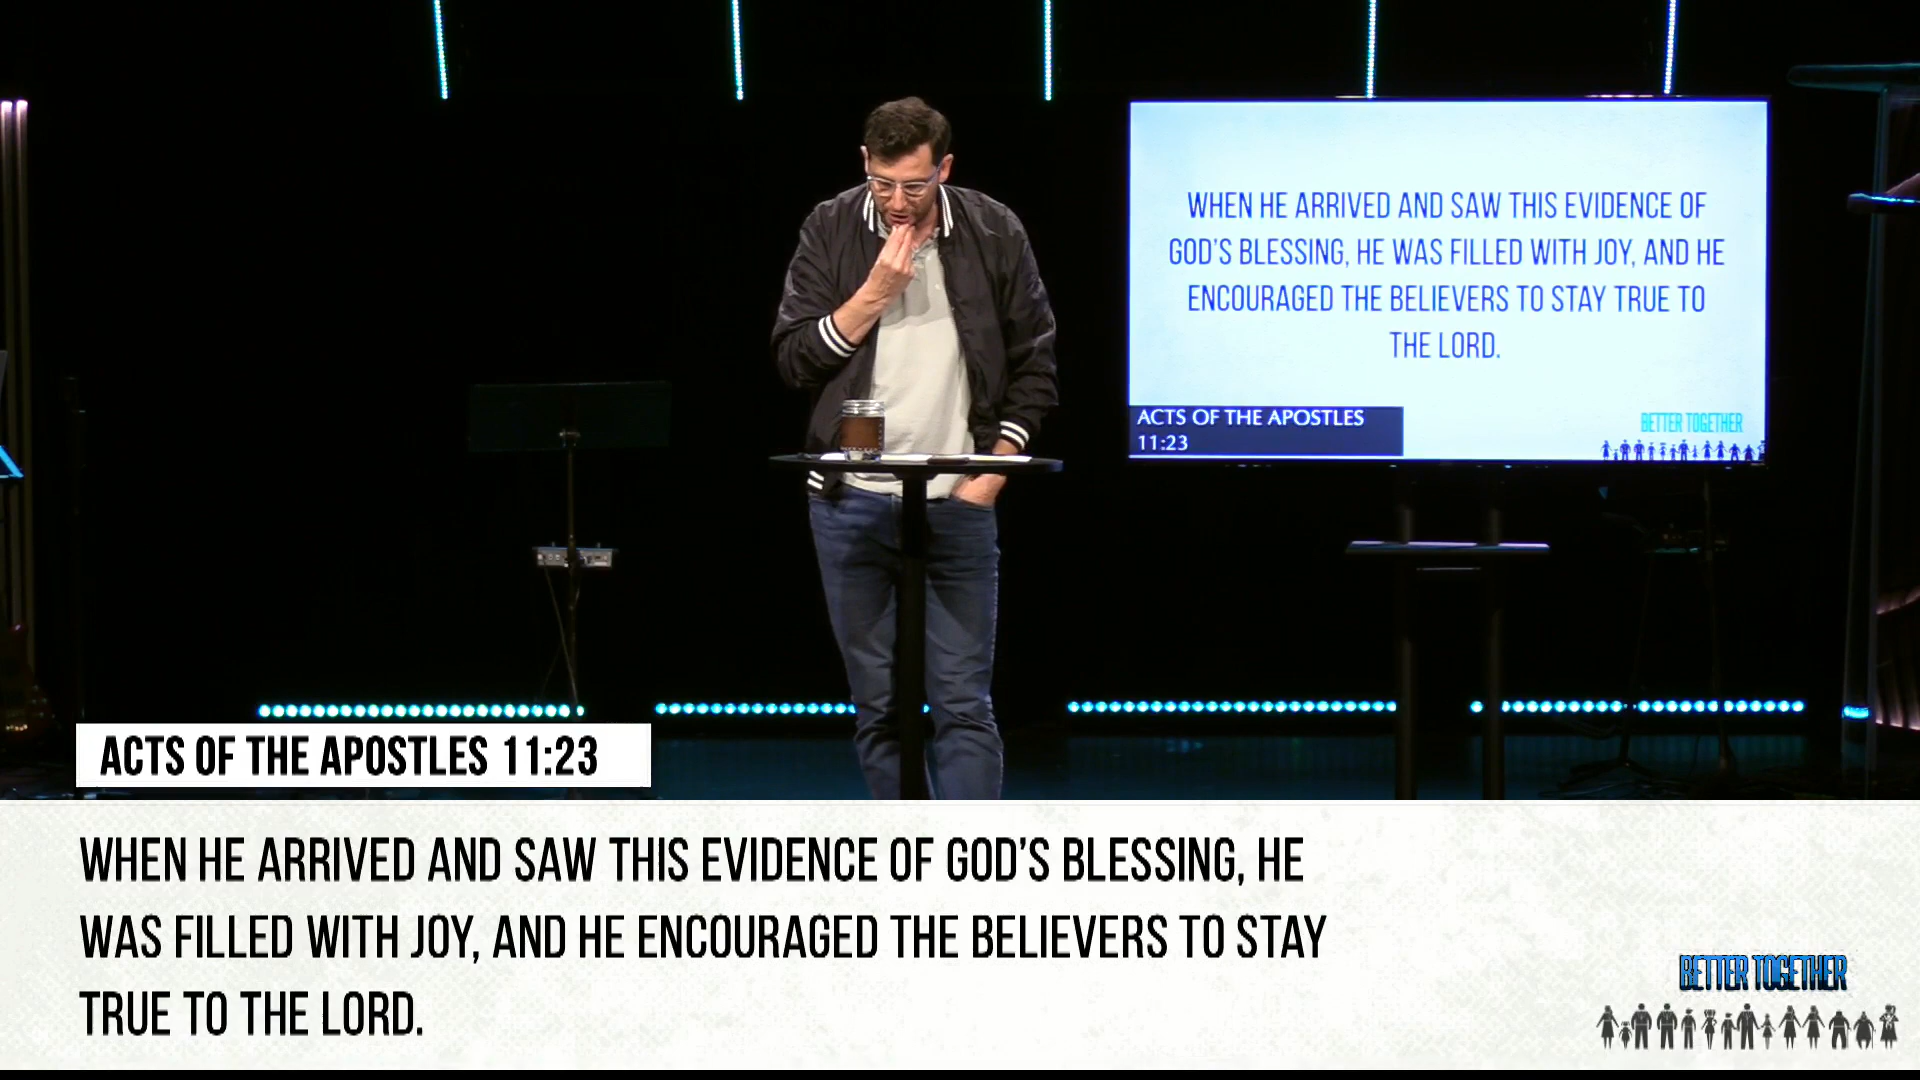 WHEN HE ARRIVED AND SAW THIS EVIDENCE OF
GOD'S BLESSING, HE WAS FILLED WITH JOY, AND HE
ENCOURAGED THE BELIEVERS TO STAY TRUE TO
THE LORD.
ACTS OF THE APOSTLES
11:23
BETTER TOGETHER
ACTS OF THE APOSTLES 11:23
WHEN HE ARRIVED AND SAW THIS EVIDENCE OF GOD'S BLESSING, HE
WAS FILLED WITH JOY, AND HE ENCOURAGED THE BELIEVERS TO STAY
TRUE TO THE LORD.
BETTER TOGETHER